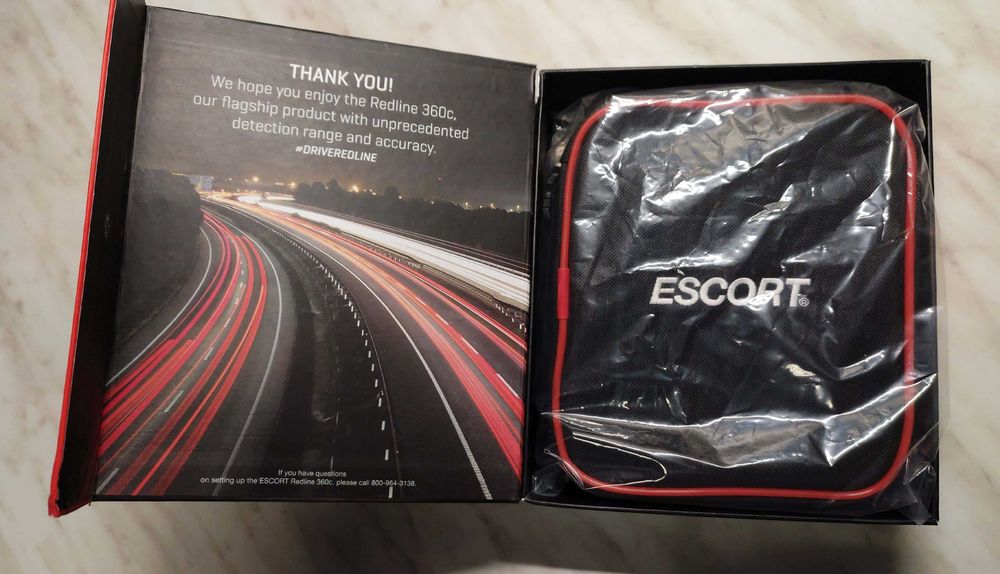 THANK YOU!
We hope you enjoy the Redline 360c,
our flagship product with unprecedented
detection range and accuracy.
#DRIVEREDLINE
If you have questions
on setting up the ESCORT Redline 360c, please call 800-964-3138.
ESCORT®